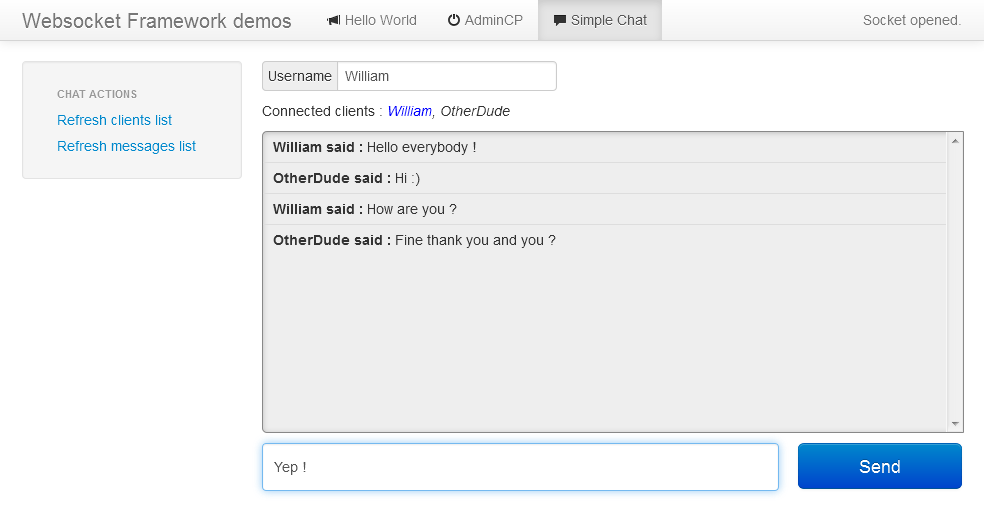 Websocket Framework demos Hello World AdminCP Simple Chat Socket opened.
CHAT ACTIONS
Refresh clients list
Refresh messages list
Username William
Connected clients : William, OtherDude
William said : Hello everybody !
OtherDude said : Hi :)
William said : How are you ?
OtherDude said : Fine thank you and you ?
Yep !
Send